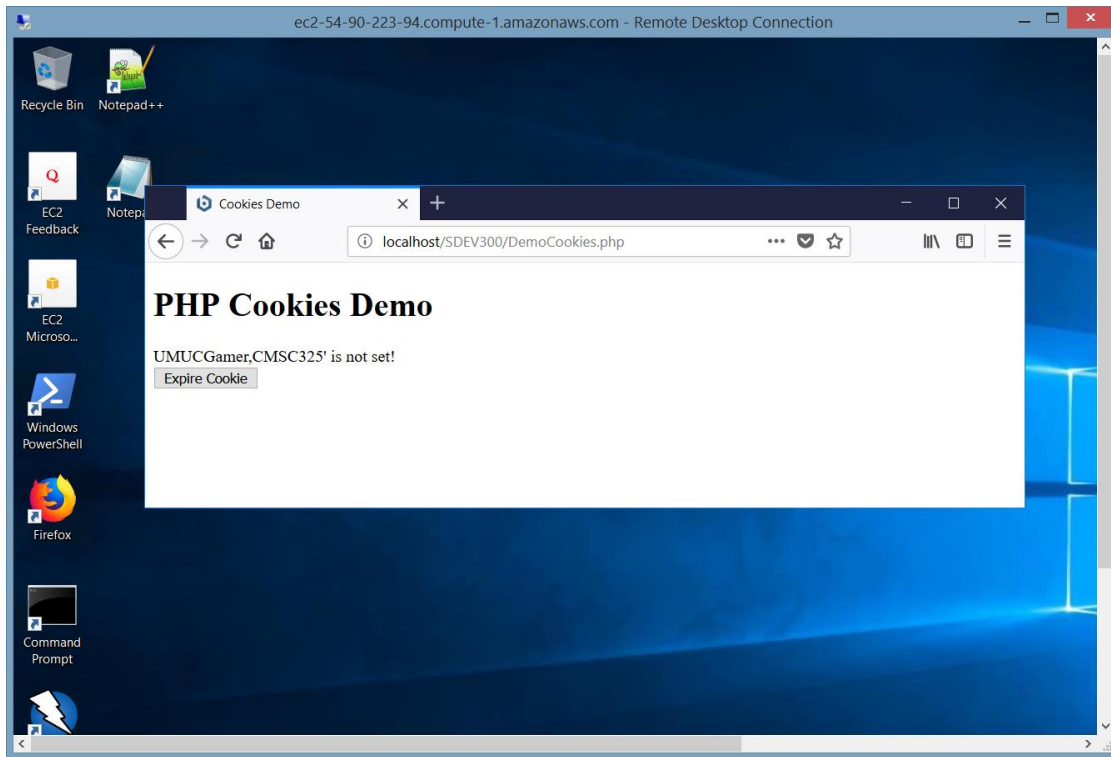 ec2-54-90-223-94.compute-1.amazonaws.com - Remote Desktop Connection
Recycle Bin
Notepad++
Q
EC2
Feedback
Notepa
Cookies Demo
localhost/SDEV300/DemoCookies.php
PHP Cookies Demo
UMUCGamer,CMSC325' is not set!
Expire Cookie
EC2
Microso...
Windows
PowerShell
Firefox
Command
Prompt